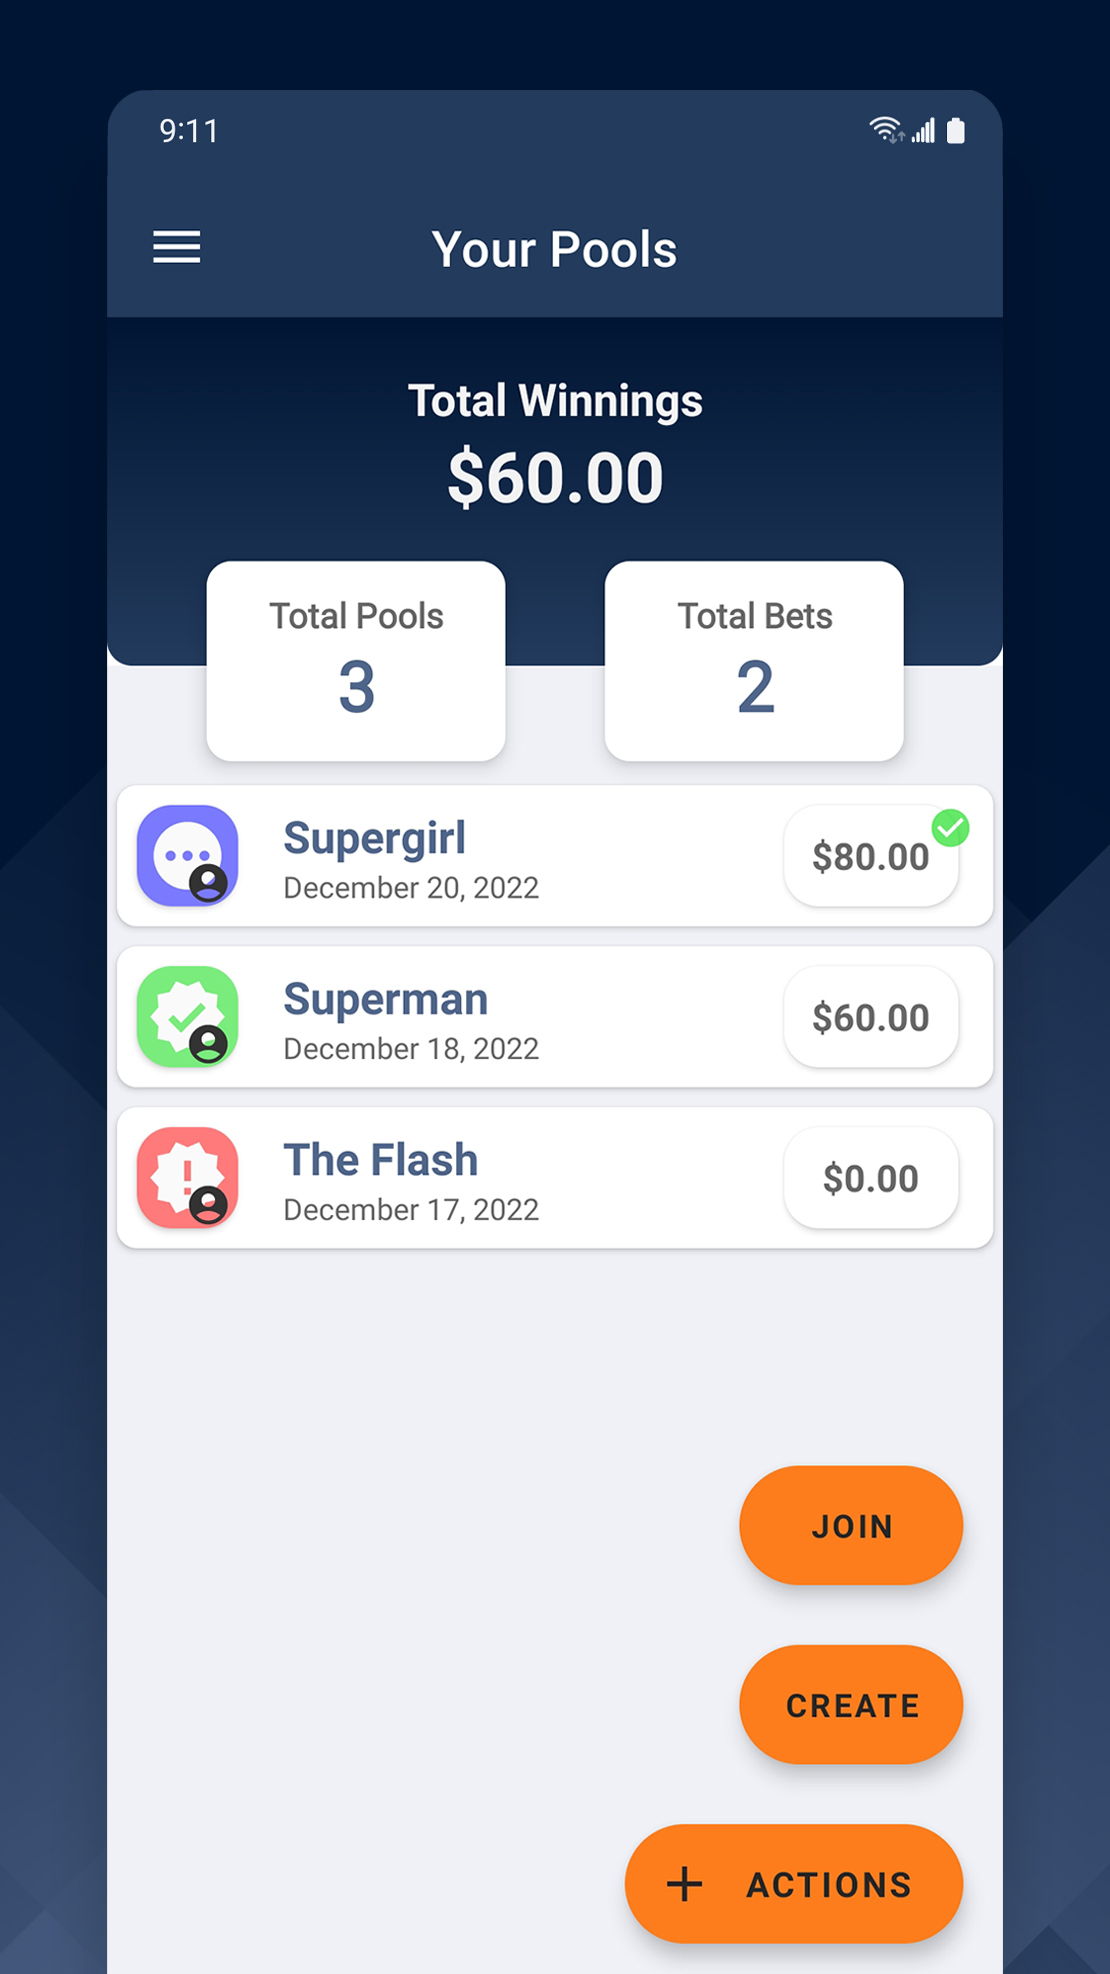 9:11
Your Pools
Total Winnings
$60.00
Total Pools
3
Total Bets
2
Supergirl
December 20, 2022
$80.00
Superman
December 18, 2022
$60.00
The Flash
December 17, 2022
$0.00
JOIN
CREATE
+ ACTIONS